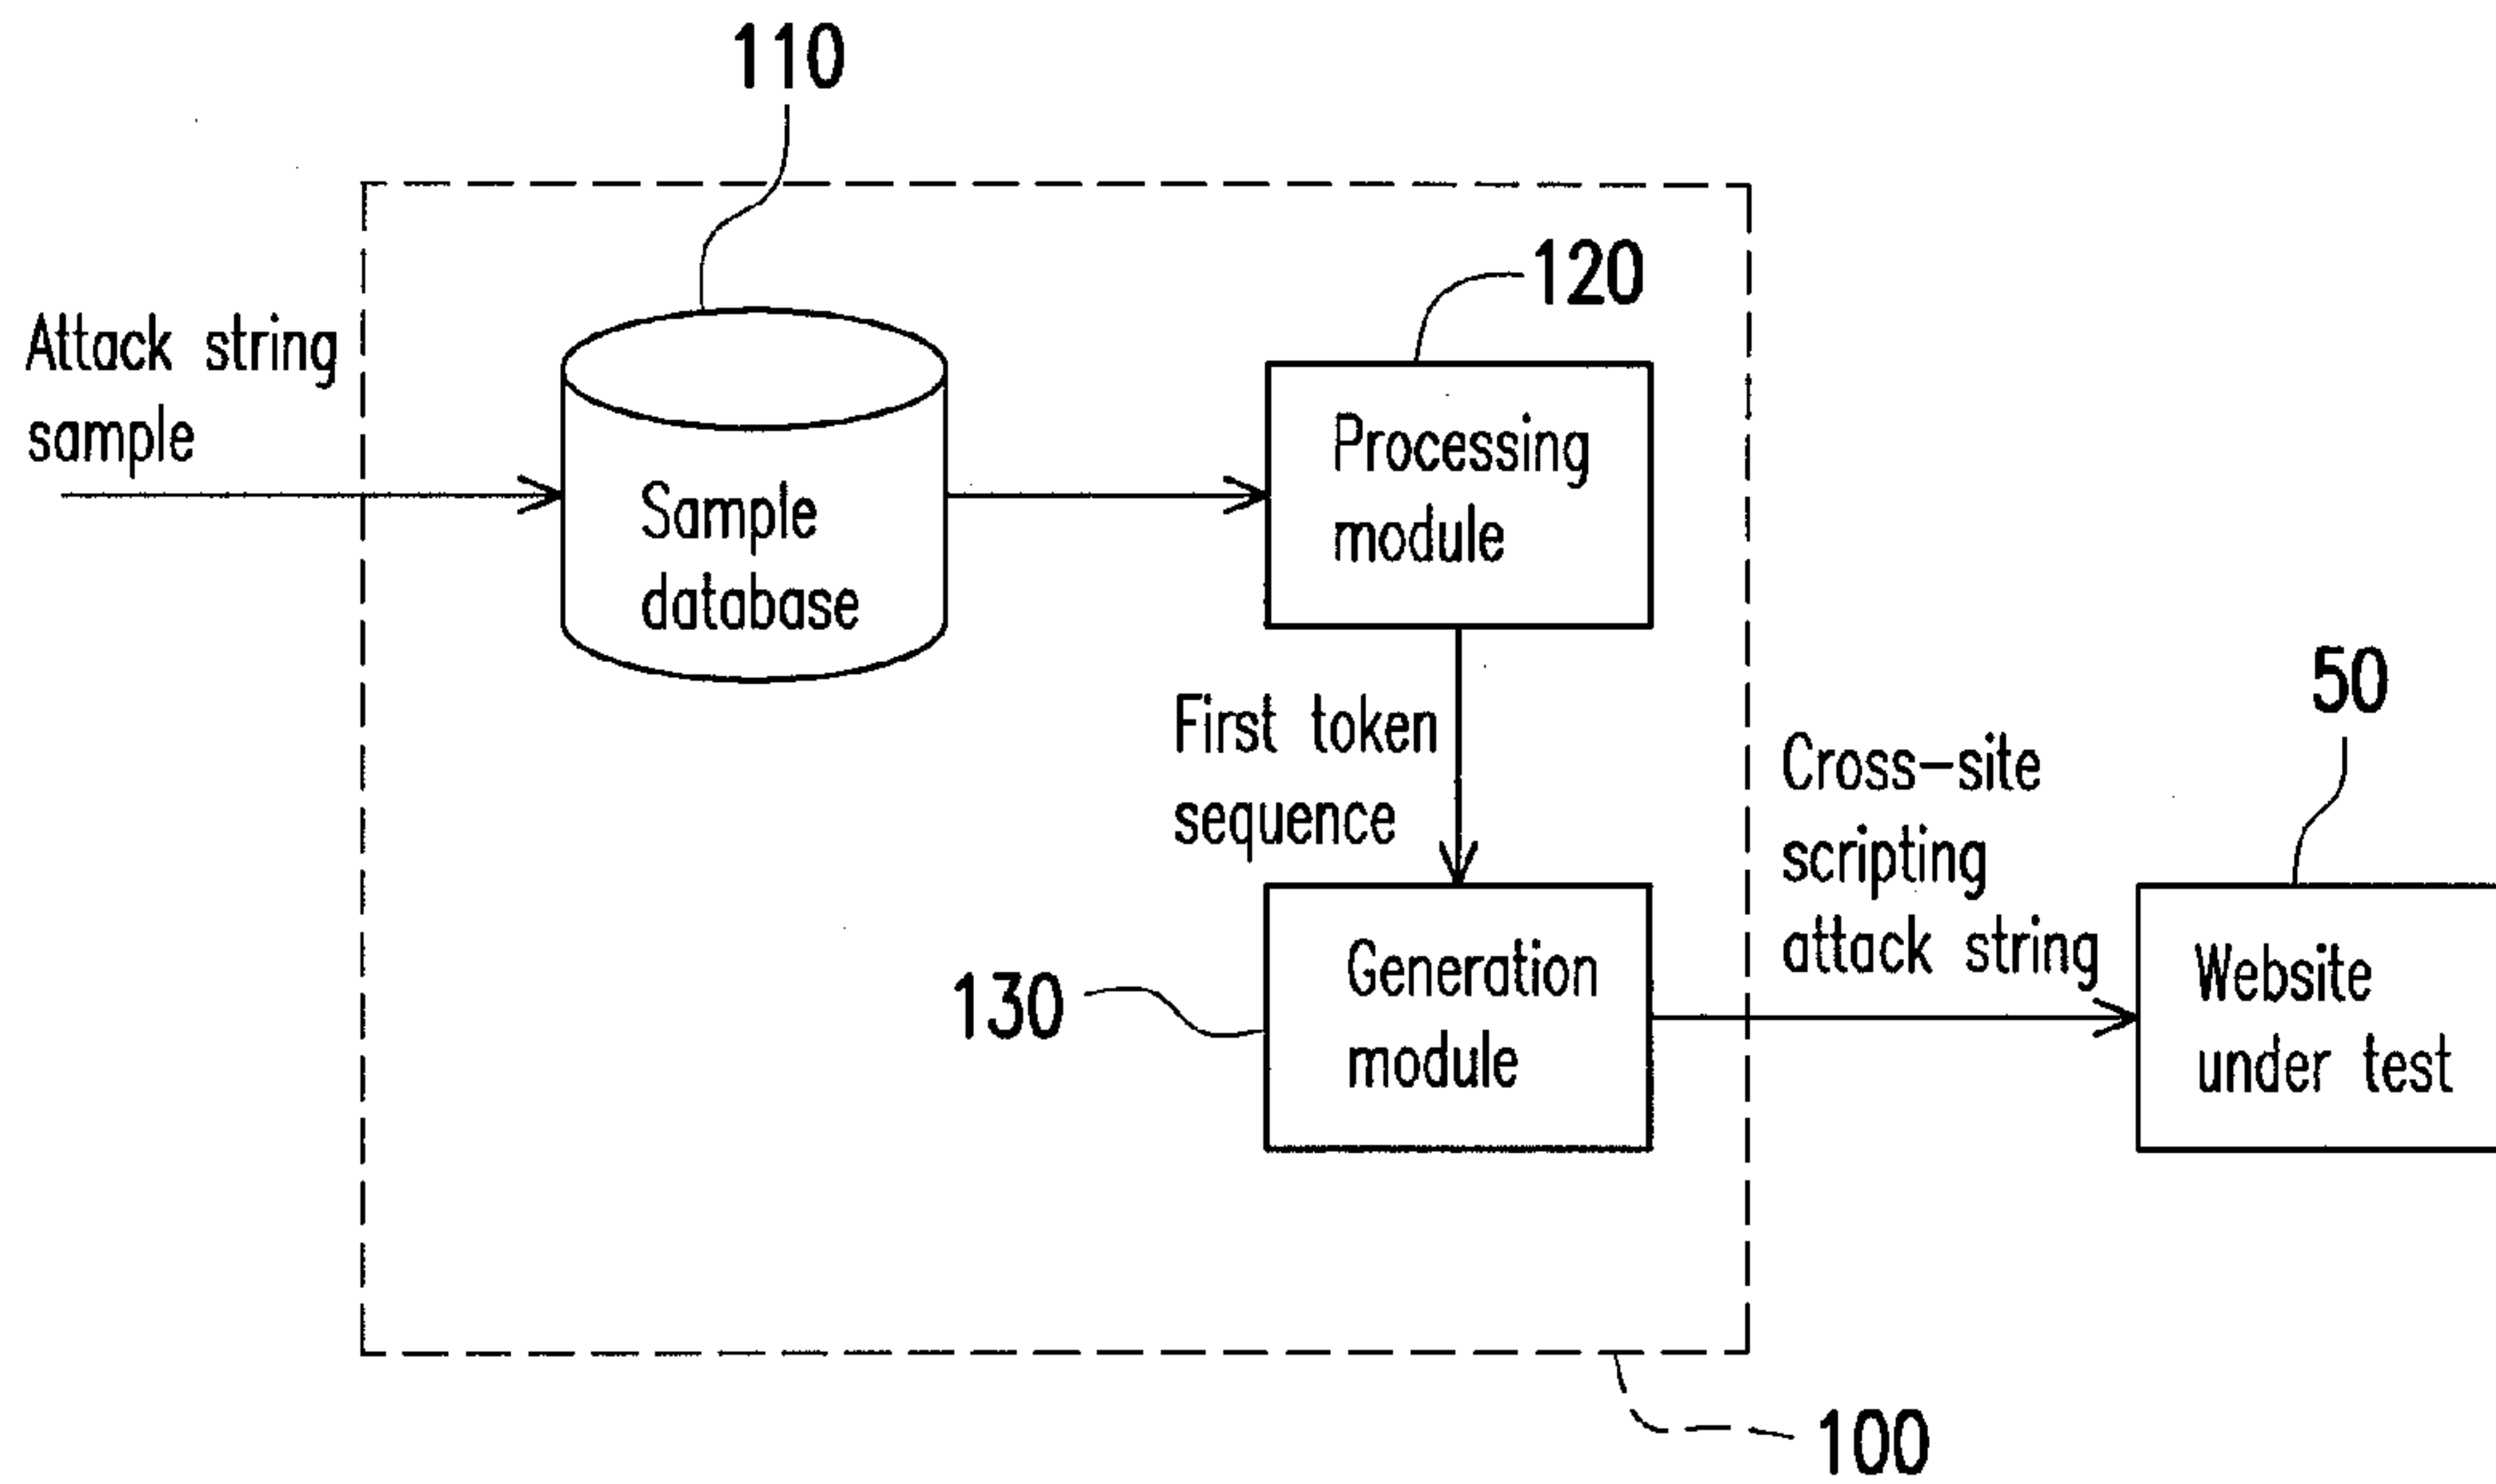 110
120
Attack string
sample
Sample
database
Processing
module
First token
sequence
50
Cross-site
scripting
attack string
130
Generation
module
Website
under test
100